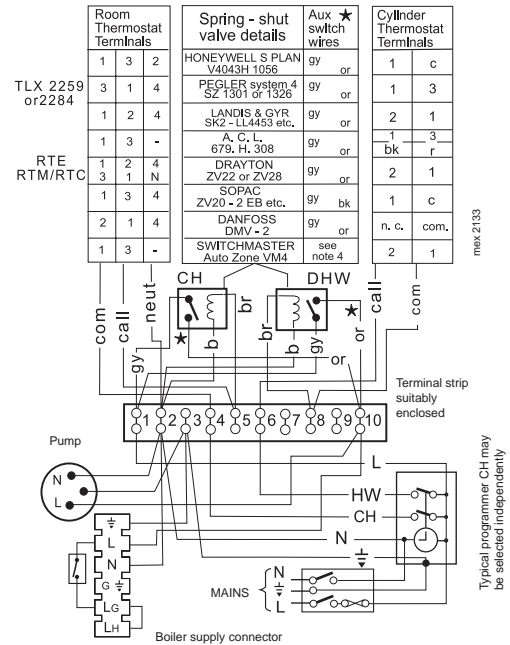 Room
Thermostat
Terminals
Spring - shut
valve details
Aux ★
switch
wires
Cylinder
Thermostat
Terminals
1 3 2
HONEYWELL S PLAN
V4043H 1056
gy or
1 c
TLX 2259
or2284
3 1 4
PEGLER system 4
SZ 1301 or 1326
gy or
1 3
1 2 4
LANDIS & GYR
SK2 - LL4453 etc.
gy or
2 1
1 3 -
A. C. L.
679. H. 308
gy or
1 3
bk r
RTE
RTM/RTC
1 2 4
3 1 N
DRAYTON
ZV22 or ZV28
gy or
2 1
1 3 4
SOPAC
ZV20 - 2 EB etc.
gy bk
1 c
2 1 4
DANFOSS
DMV - 2
gy or
n. c. com.
1 3 -
SWITCHMASTER
Auto Zone VM4
see
note 4
2 1
mex 2133
com
call
neut
CH
DHW
call
com
gy
★
b
br
b
br
gy
or
★
or
1 2 3 4 5 6 7 8 9 10
Terminal strip
suitably
enclosed
Pump
N
L
L
HW
CH
N
⏚
Typical programmer CH may
be selected independently
⏚
L
N
G ⏚
LG
LH
MAINS
N
⏚
L
Boiler supply connector